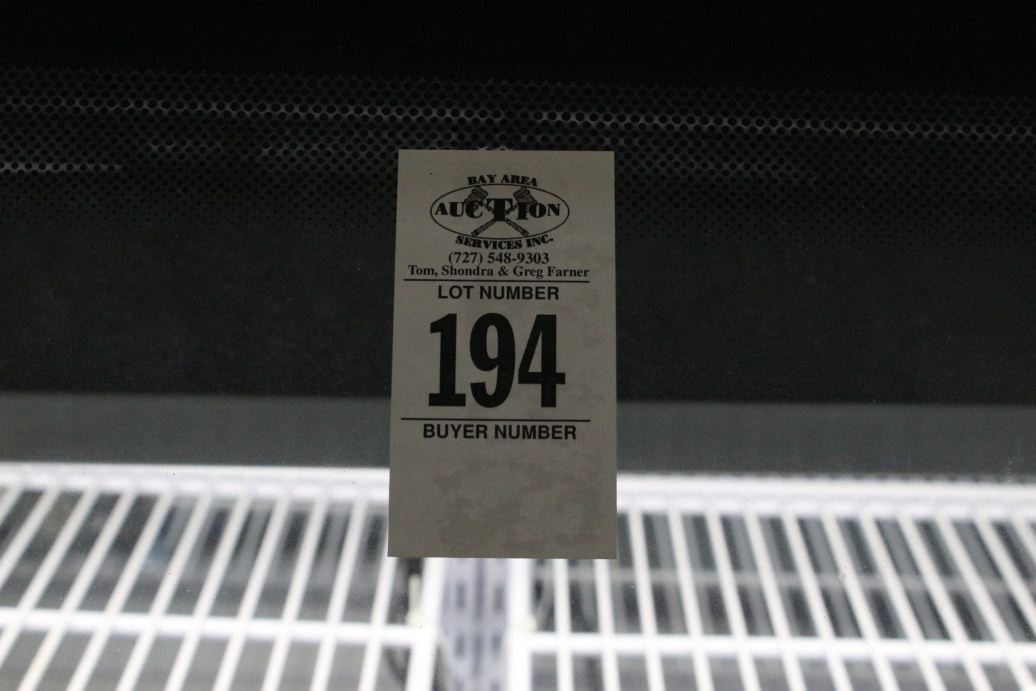 BAY AREA
AUCTION
SERVICES INC.
(727) 548-9303
Tom, Shondra & Greg Farner
LOT NUMBER
194
BUYER NUMBER